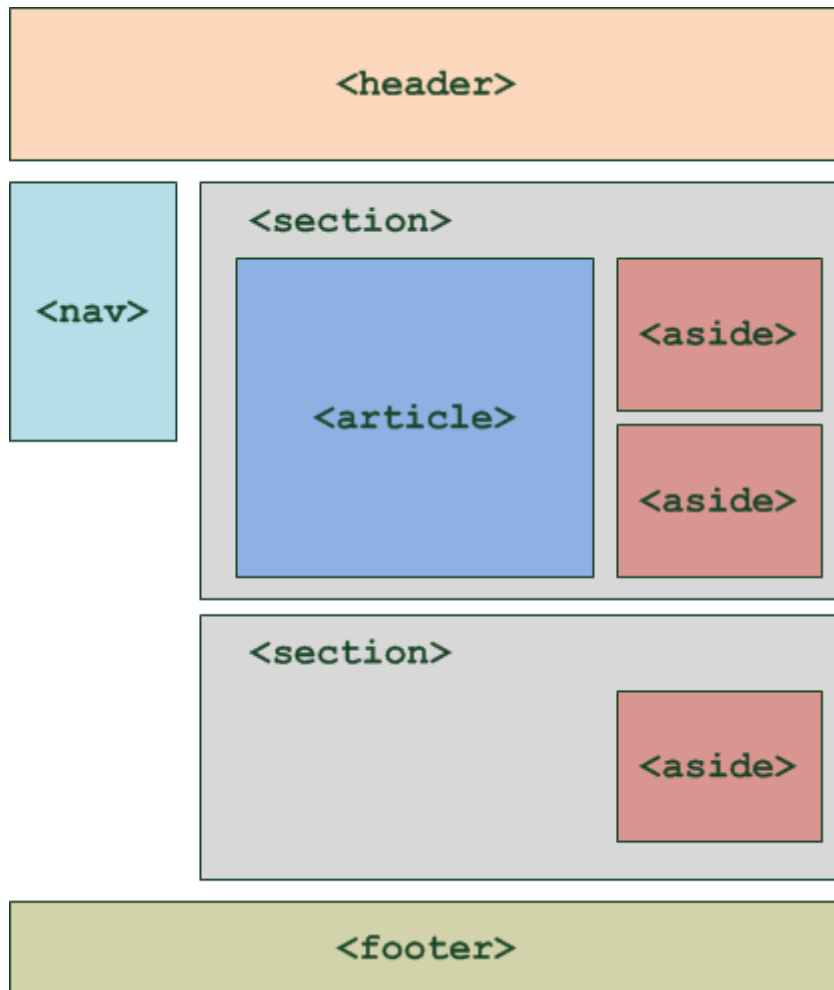 <header>
<nav>
<section>
<article>
<aside>
<aside>
<section>
<aside>
<footer>